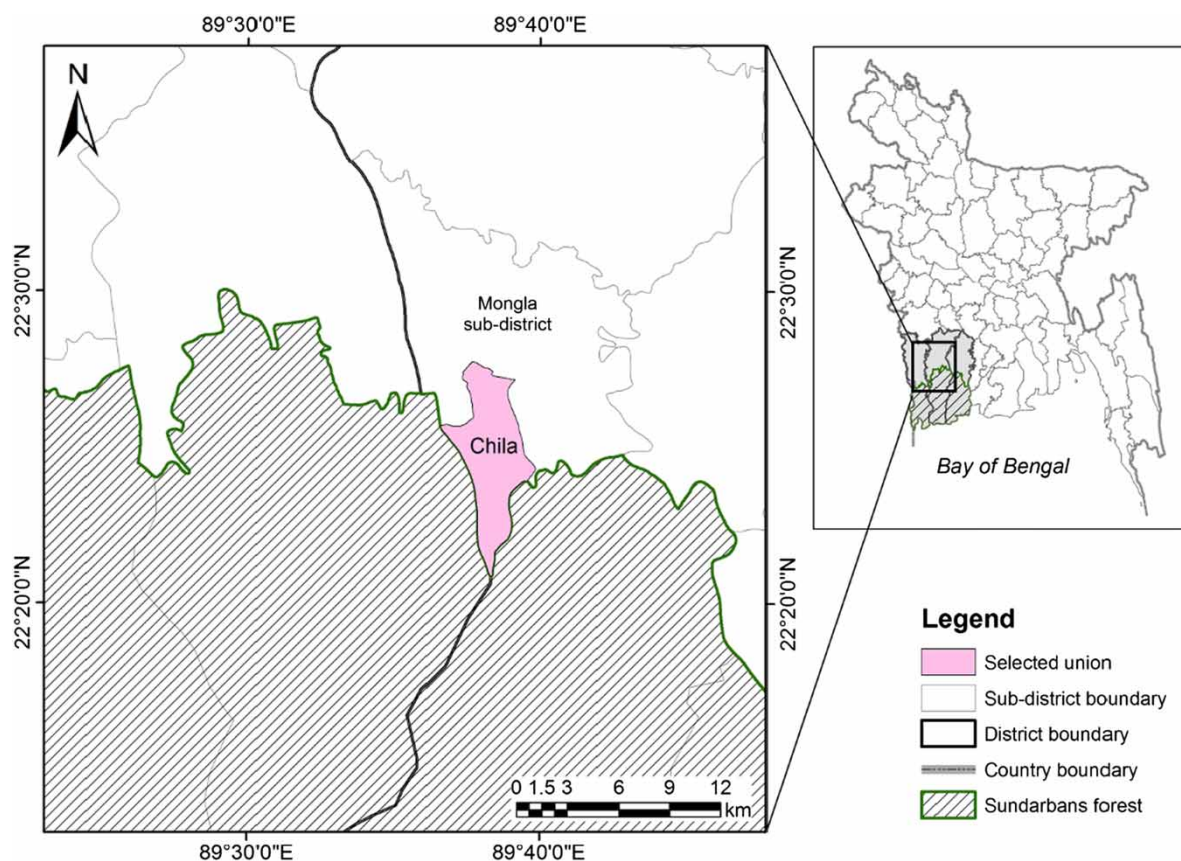 89°30'0"E
89°40'0"E
N
22°30'0"N
22°30'0"N
Mongla
sub-district
Chila
Bay of Bengal
22°20'0"N
22°20'0"N
Legend
Selected union
Sub-district boundary
District boundary
Country boundary
Sundarbans forest
0 1.5 3 6 9 12
km
89°30'0"E
89°40'0"E